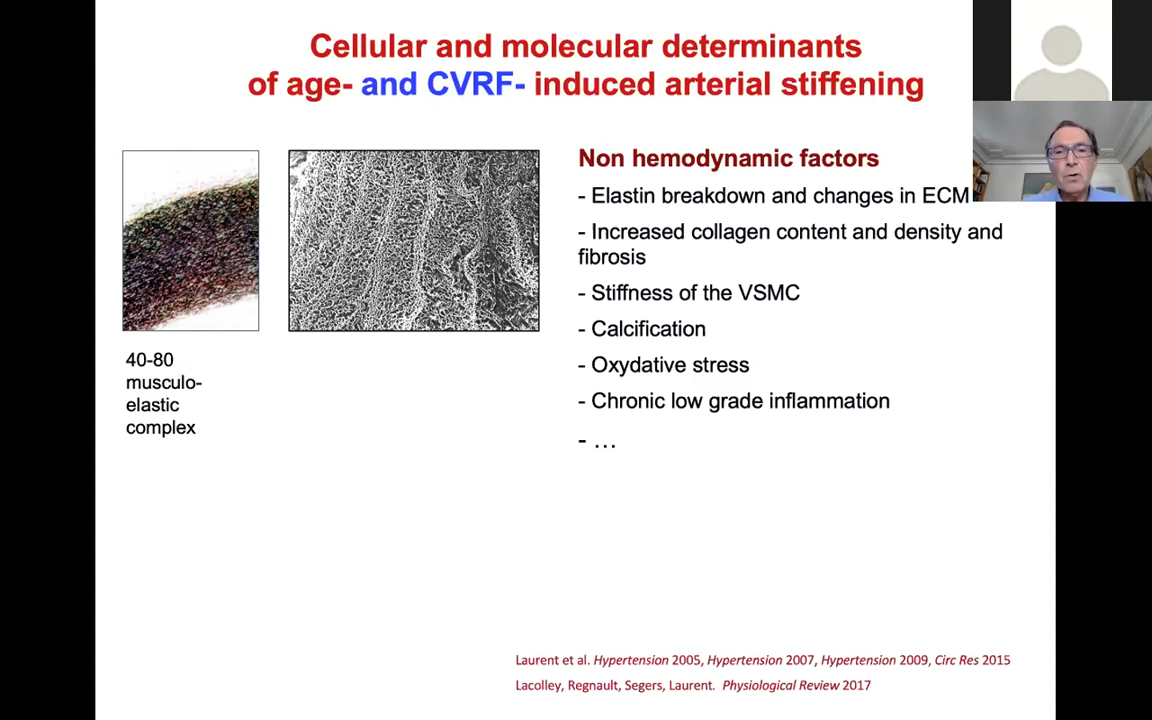 Cellular and molecular determinants
of age- and CVRF- induced arterial stiffening
Non hemodynamic factors
- Elastin breakdown and changes in ECM
- Increased collagen content and density and
fibrosis
- Stiffness of the VSMC
- Calcification
- Oxydative stress
- Chronic low grade inflammation
- …
40-80
musculo-
elastic
complex
Laurent et al. Hypertension 2005, Hypertension 2007, Hypertension 2009, Circ Res 2015
Lacolley, Regnault, Segers, Laurent. Physiological Review 2017